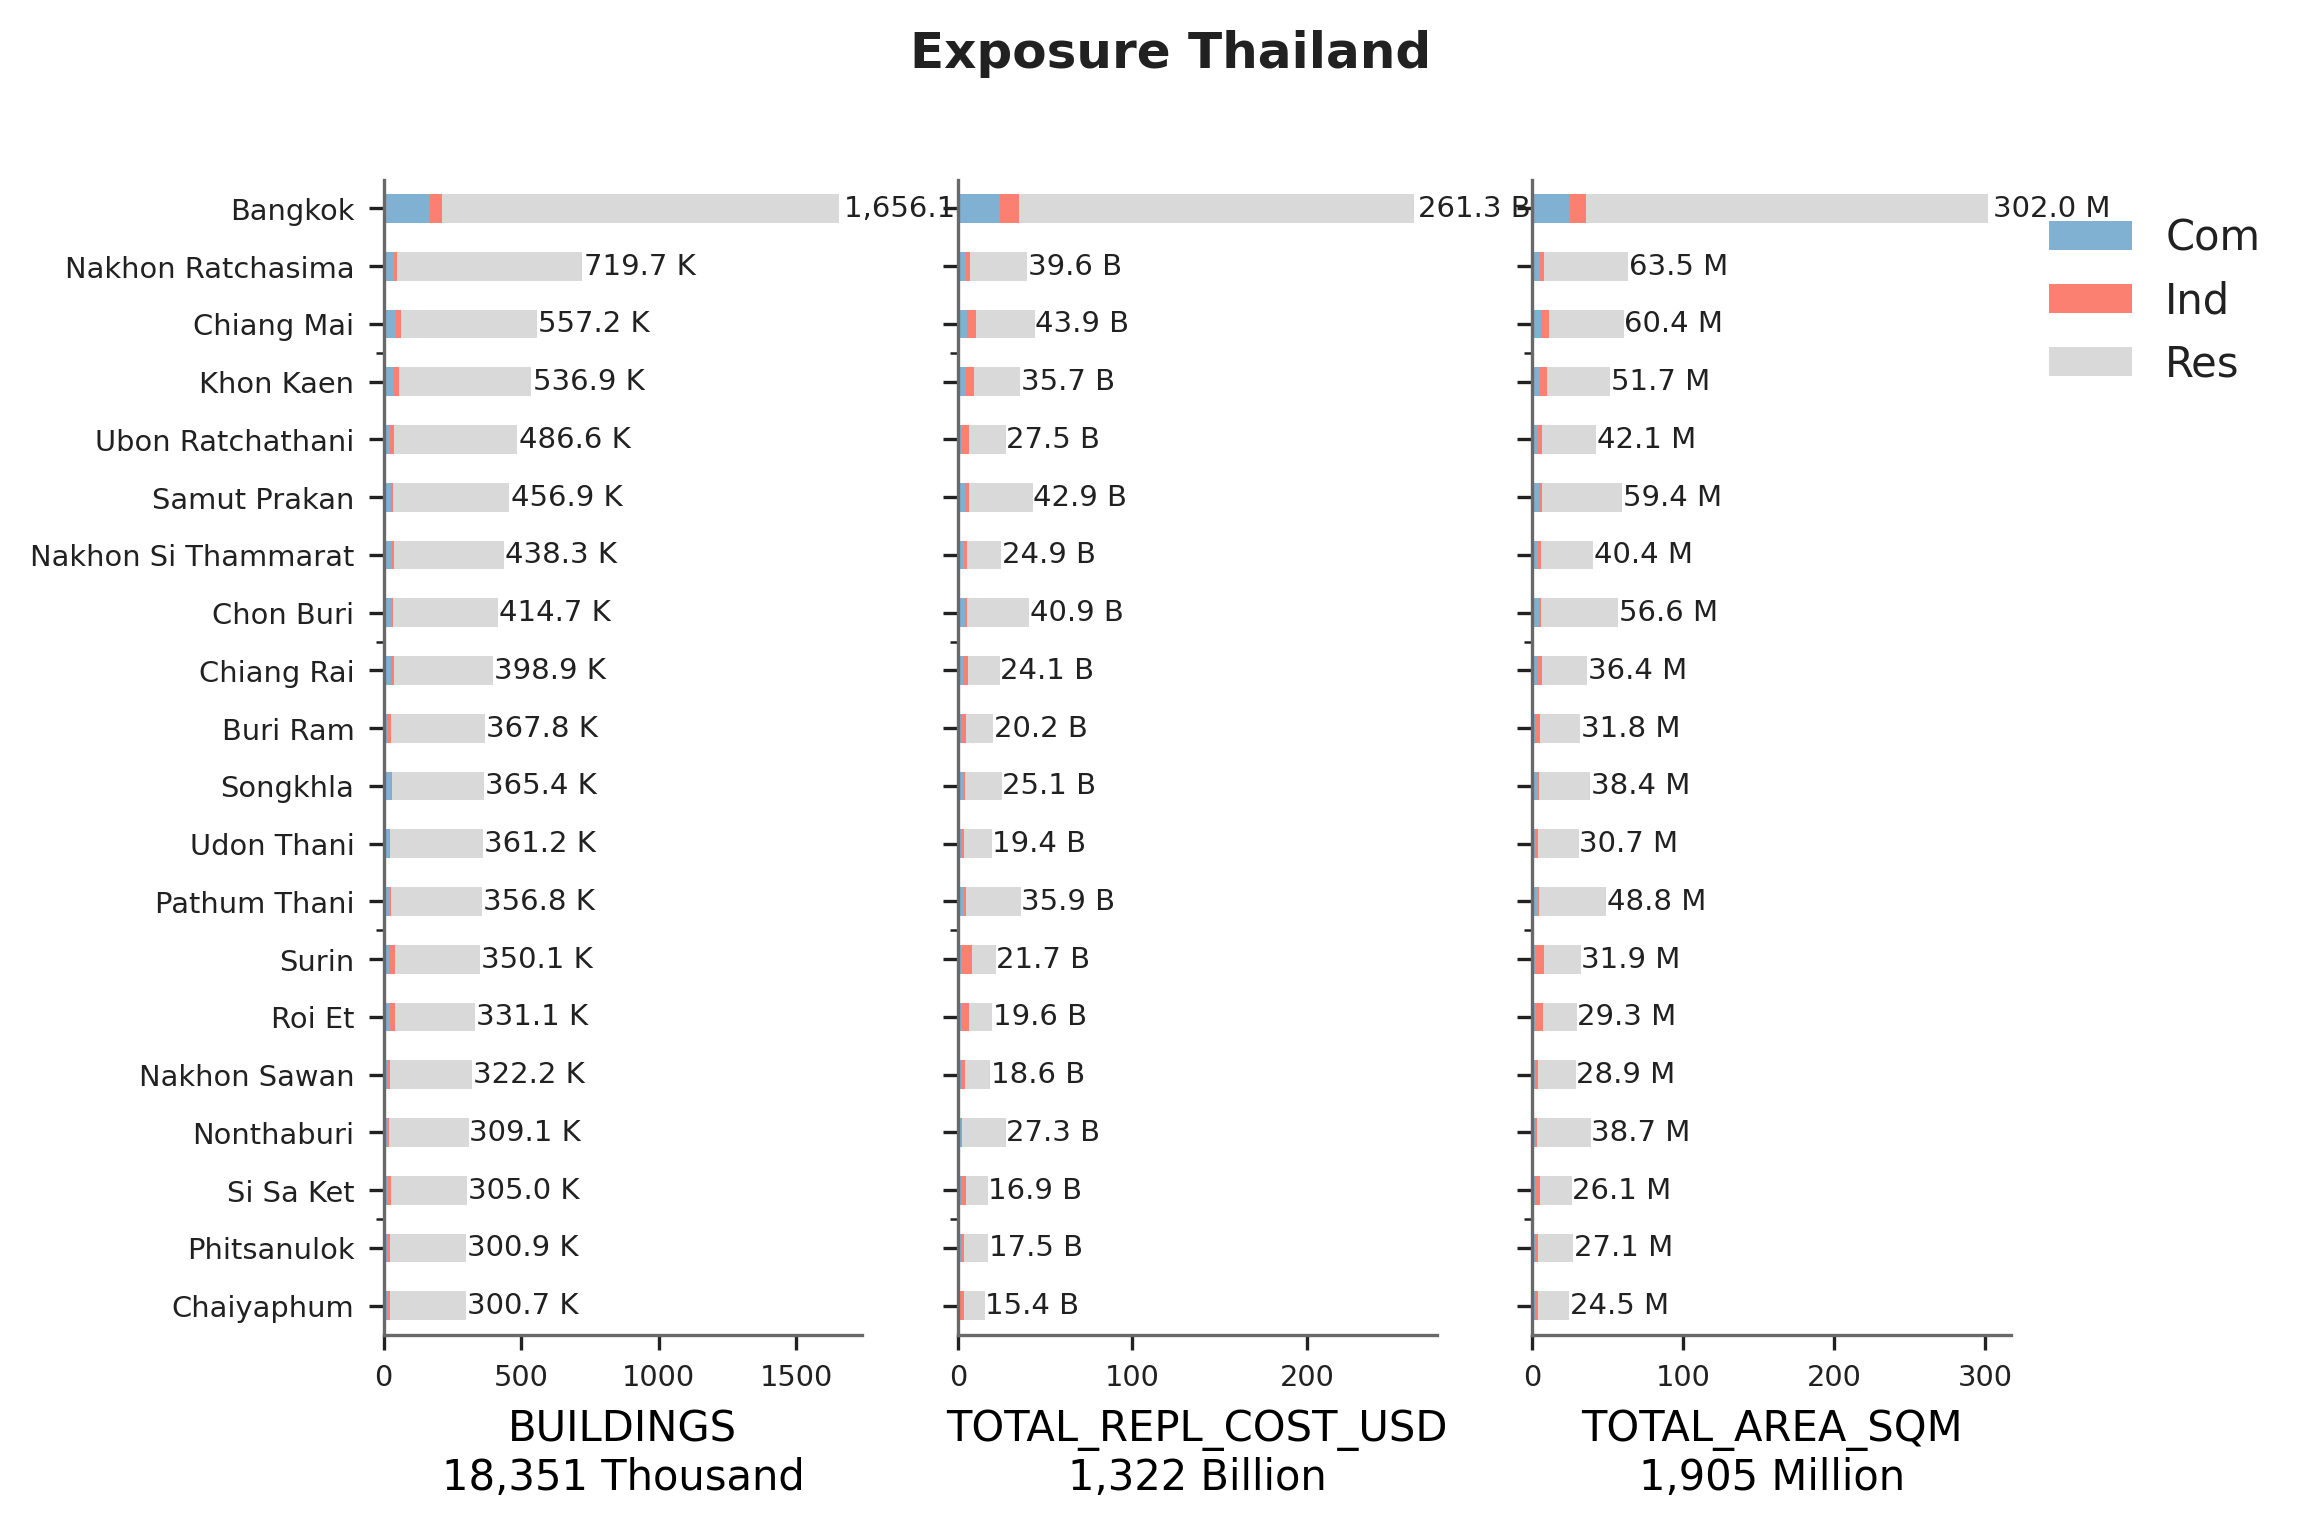 Exposure Thailand
Bangkok 1,656.1 261.3 B 302.0 M
Nakhon Ratchasima 719.7 K 39.6 B 63.5 M
Chiang Mai 557.2 K 43.9 B 60.4 M
Khon Kaen 536.9 K 35.7 B 51.7 M
Ubon Ratchathani 486.6 K 27.5 B 42.1 M
Samut Prakan 456.9 K 42.9 B 59.4 M
Nakhon Si Thammarat 438.3 K 24.9 B 40.4 M
Chon Buri 414.7 K 40.9 B 56.6 M
Chiang Rai 398.9 K 24.1 B 36.4 M
Buri Ram 367.8 K 20.2 B 31.8 M
Songkhla 365.4 K 25.1 B 38.4 M
Udon Thani 361.2 K 19.4 B 30.7 M
Pathum Thani 356.8 K 35.9 B 48.8 M
Surin 350.1 K 21.7 B 31.9 M
Roi Et 331.1 K 19.6 B 29.3 M
Nakhon Sawan 322.2 K 18.6 B 28.9 M
Nonthaburi 309.1 K 27.3 B 38.7 M
Si Sa Ket 305.0 K 16.9 B 26.1 M
Phitsanulok 300.9 K 17.5 B 27.1 M
Chaiyaphum 300.7 K 15.4 B 24.5 M
0 500 1000 1500 0 100 200 0 100 200 300
BUILDINGS TOTAL_REPL_COST_USD TOTAL_AREA_SQM
18,351 Thousand 1,322 Billion 1,905 Million
Com
Ind
Res